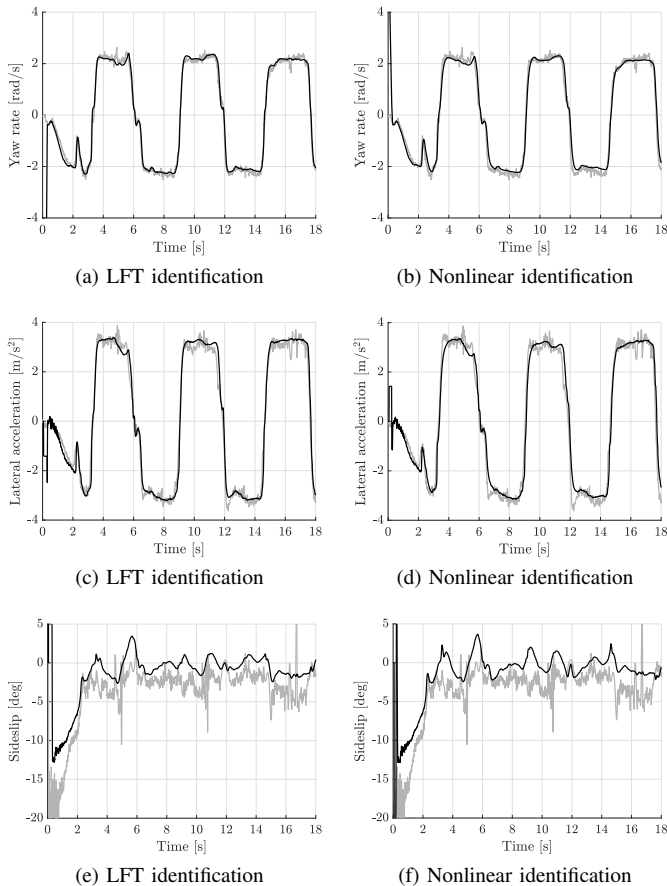 4
2
0
-2
-4
Yaw rate [rad/s]
0 2 4 6 8 10 12 14 16 18
Time [s]
(a) LFT identification
4
2
0
-2
-4
Yaw rate [rad/s]
0 2 4 6 8 10 12 14 16 18
Time [s]
(b) Nonlinear identification
4
2
0
-2
-4
Lateral acceleration [m/s²]
0 2 4 6 8 10 12 14 16 18
Time [s]
(c) LFT identification
4
2
0
-2
-4
Lateral acceleration [m/s²]
0 2 4 6 8 10 12 14 16 18
Time [s]
(d) Nonlinear identification
5
0
-5
-10
-15
-20
Sideslip [deg]
0 2 4 6 8 10 12 14 16 18
Time [s]
(e) LFT identification
5
0
-5
-10
-15
-20
Sideslip [deg]
0 2 4 6 8 10 12 14 16 18
Time [s]
(f) Nonlinear identification